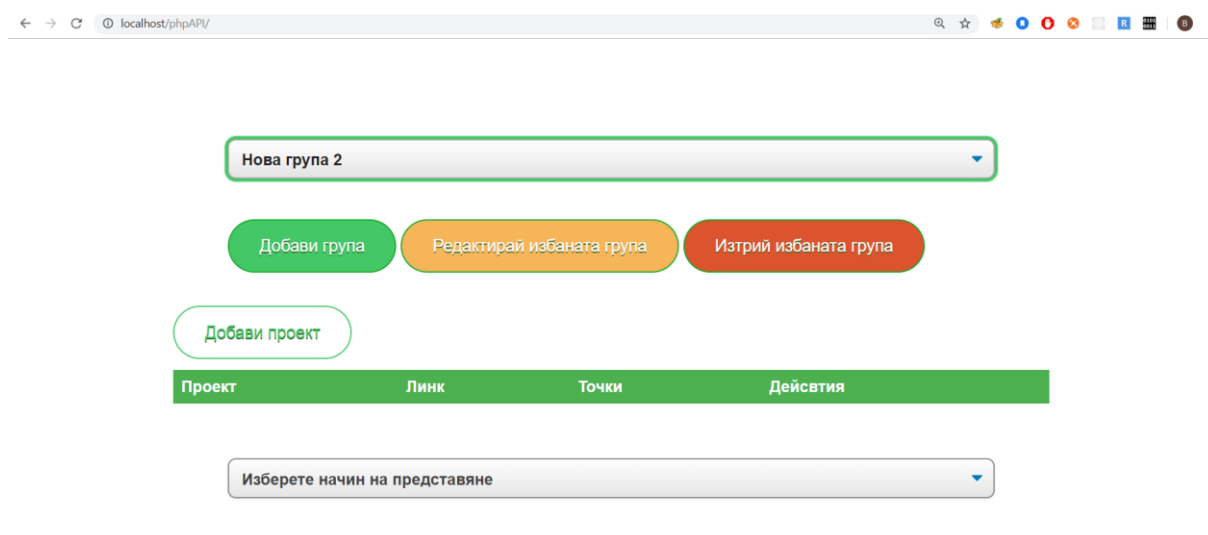 localhost/phpAPI/
Нова група 2
Добави група Редактирай избаната група Изтрий избаната група
Добави проект
Проект Линк Точки Дейсвтия
Изберете начин на представяне